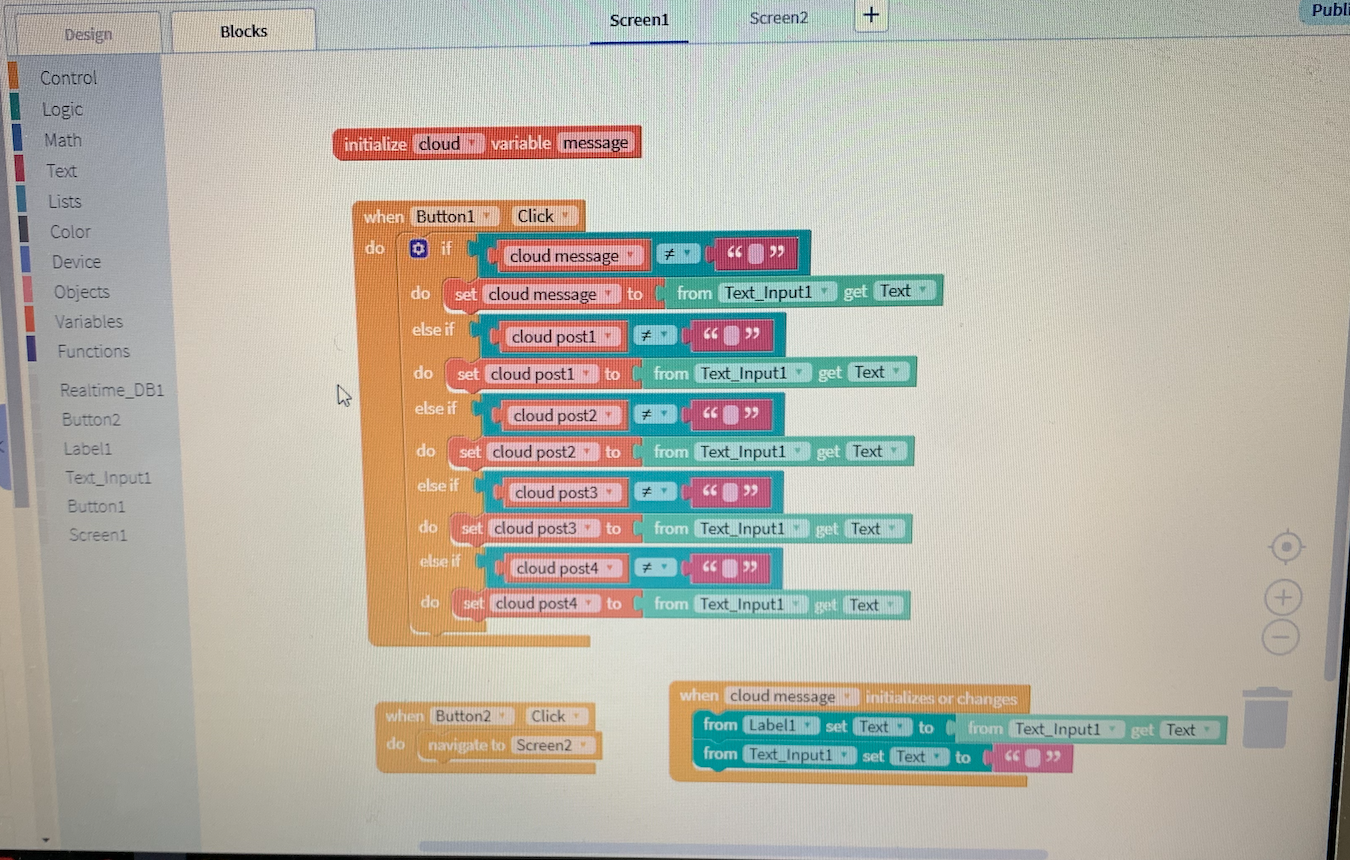 Design Blocks Screen1 Screen2 + Publi
Control
Logic
Math
Text
Lists
Color
Device
Objects
Variables
Functions
Realtime_DB1
Button2
Label1
Text_Input1
Button1
Screen1
initialize cloud variable message
when Button1 Click
do if cloud message ≠ “ ”
do set cloud message to from Text_Input1 get Text
else if cloud post1 ≠ “ ”
do set cloud post1 to from Text_Input1 get Text
else if cloud post2 ≠ “ ”
do set cloud post2 to from Text_Input1 get Text
else if cloud post3 ≠ “ ”
do set cloud post3 to from Text_Input1 get Text
else if cloud post4 ≠ “ ”
do set cloud post4 to from Text_Input1 get Text
when Button2 Click
do navigate to Screen2
when cloud message initializes or changes
from Label1 set Text to from Text_Input1 get Text
from Text_Input1 set Text to “ ”